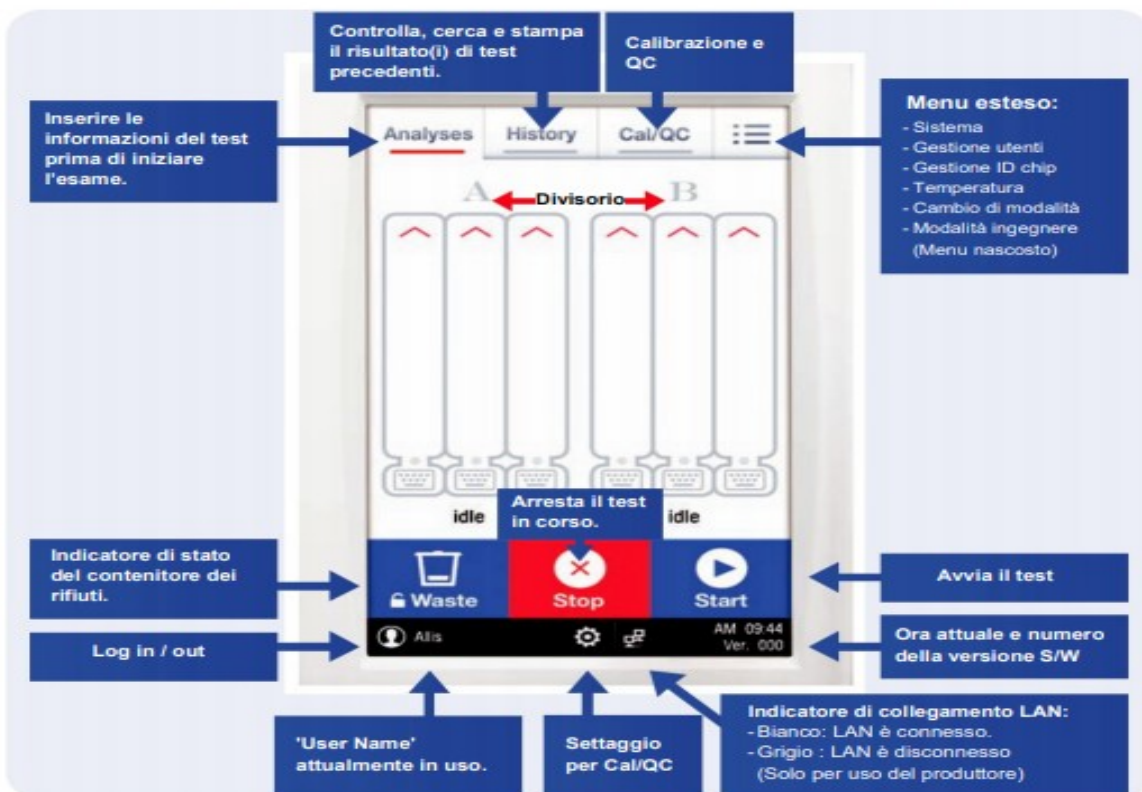 Controlla, cerca e stampa
il risultato(i) di test
precedenti.
Calibrazione e
QC
Inserire le
informazioni del test
prima di iniziare
l'esame.
Menu esteso:
- Sistema
- Gestione utenti
- Gestione ID chip
- Temperatura
- Cambio di modalità
- Modalità ingegnere
(Menu nascosto)
Analyses History Cal/QC
A Divisorio B
idle idle
Arresta il test
in corso.
Indicatore di stato
del contenitore dei
rifiuti.
Waste Stop Start
Avvia il test
Log in / out
Alis
AM 09:44
Ver. 000
Ora attuale e numero
della versione S/W
'User Name'
attualmente in uso.
Settaggio
per Cal/QC
Indicatore di collegamento LAN:
- Bianco: LAN è connesso.
- Grigio : LAN è disconnesso
(Solo per uso del produttore)